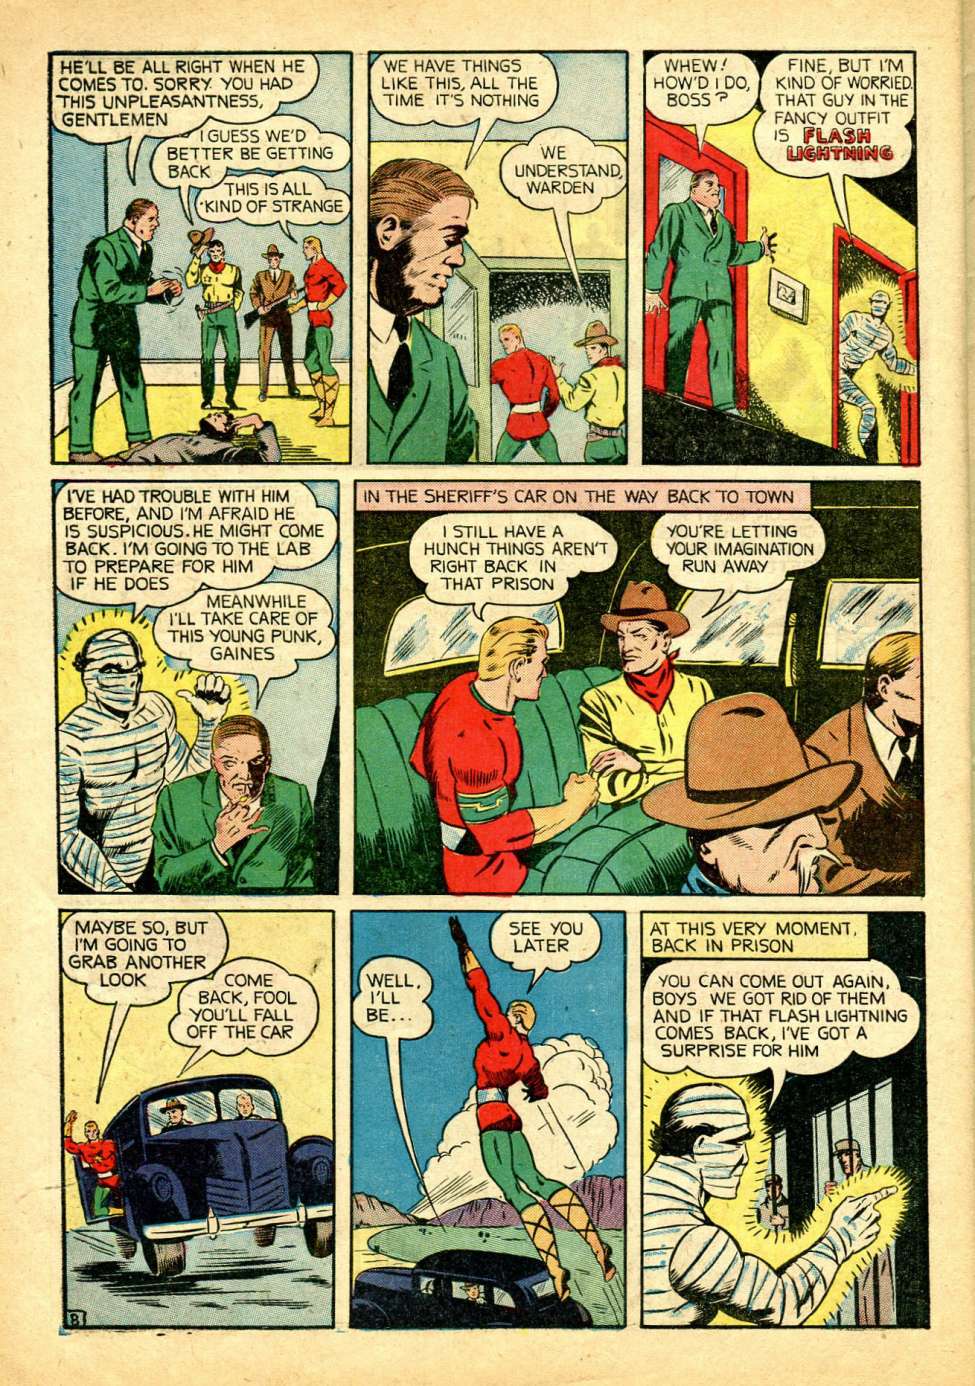 HE'LL BE ALL RIGHT WHEN HE
COMES TO. SORRY YOU HAD
THIS UNPLEASANTNESS,
GENTLEMEN
I GUESS WE'D
BETTER BE GETTING
BACK
THIS IS ALL
KIND OF STRANGE
WE HAVE THINGS
LIKE THIS, ALL THE
TIME IT'S NOTHING
WE
UNDERSTAND,
WARDEN
WHEW!
HOW'D I DO,
BOSS?
FINE, BUT I'M
KIND OF WORRIED.
THAT GUY IN THE
FANCY OUTFIT
IS FLASH
LIGHTNING
I'VE HAD TROUBLE WITH HIM
BEFORE, AND I'M AFRAID HE
IS SUSPICIOUS. HE MIGHT COME
BACK. I'M GOING TO THE LAB
TO PREPARE FOR HIM
IF HE DOES
MEANWHILE
I'LL TAKE CARE OF
THIS YOUNG PUNK,
GAINES
IN THE SHERIFF'S CAR ON THE WAY BACK TO TOWN
I STILL HAVE A
HUNCH THINGS AREN'T
RIGHT BACK IN
THAT PRISON
YOU'RE LETTING
YOUR IMAGINATION
RUN AWAY
MAYBE SO, BUT
I'M GOING TO
GRAB ANOTHER
LOOK
COME
BACK, FOOL
YOU'LL FALL
OFF THE CAR
8
WELL,
I'LL
BE...
SEE YOU
LATER
AT THIS VERY MOMENT,
BACK IN PRISON
YOU CAN COME OUT AGAIN,
BOYS WE GOT RID OF THEM
AND IF THAT FLASH LIGHTNING
COMES BACK, I'VE GOT A
SURPRISE FOR HIM